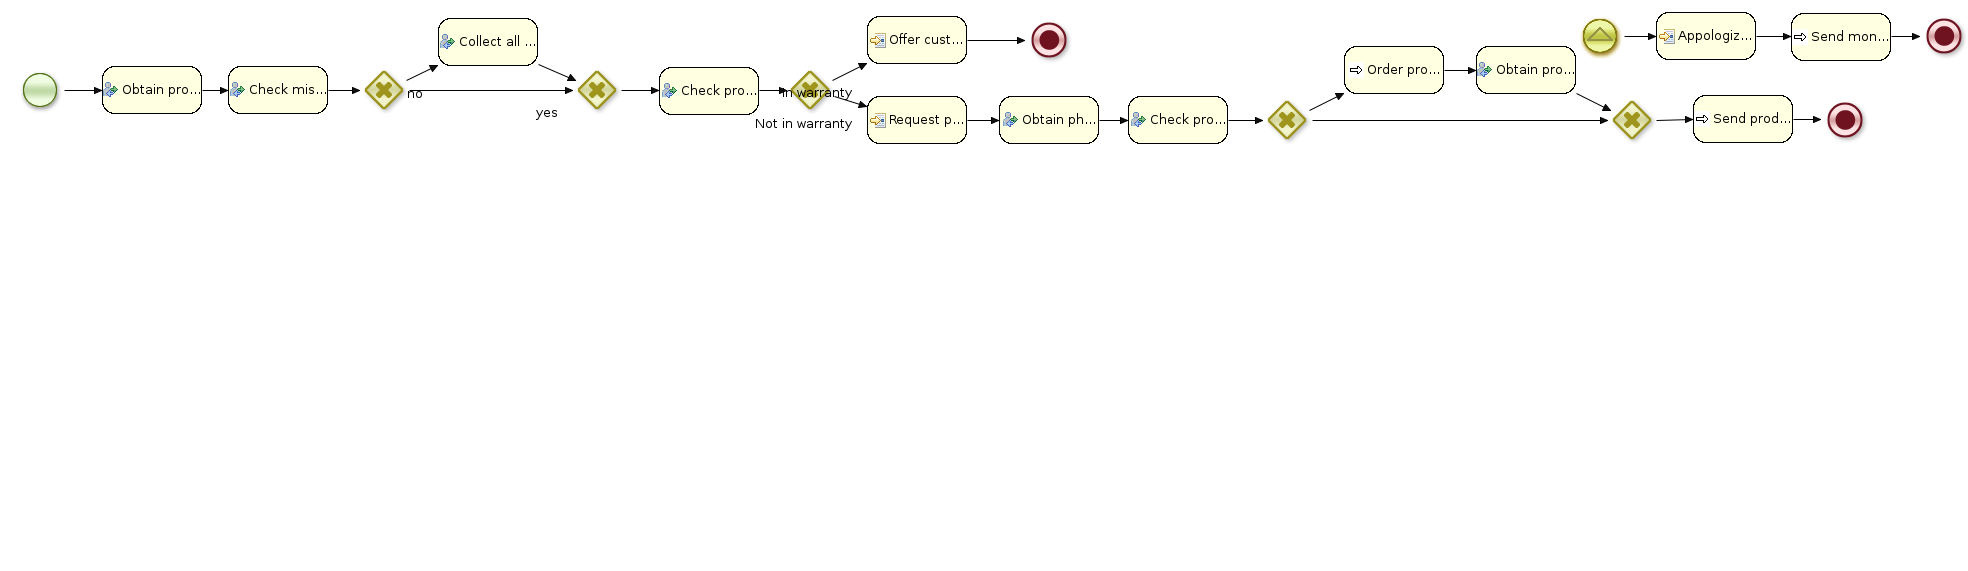 Obtain pro...
Check mis...
no
Collect all ...
yes
Check pro...
In warranty
Not in warranty
Offer cust...
Request p...
Obtain ph...
Check pro...
Order pro...
Obtain pro...
Send prod...
Appologiz...
Send mon...